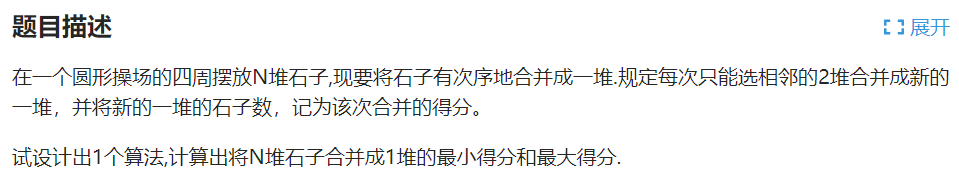 题目描述
展开
在一个圆形操场的四周摆放N堆石子,现要将石子有次序地合并成一堆.规定每次只能选相邻的2堆合并成新的
一堆，并将新的一堆的石子数，记为该次合并的得分。
试设计出1个算法,计算出将N堆石子合并成1堆的最小得分和最大得分.